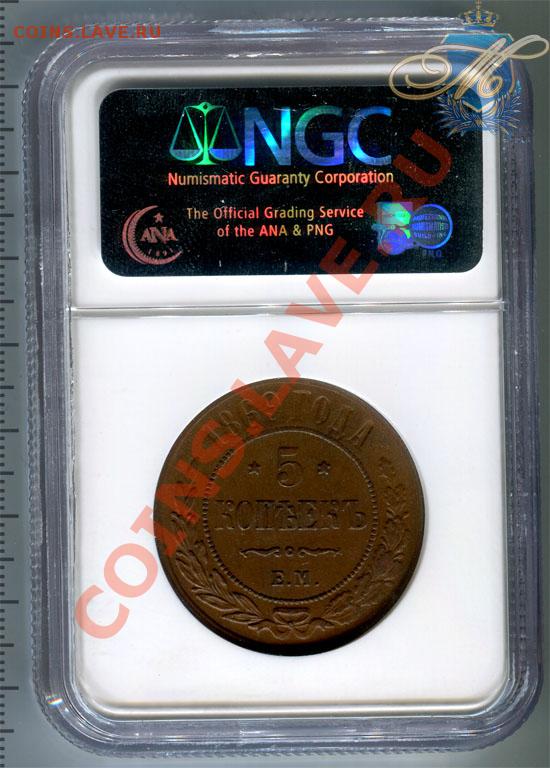 COINS.LAVE.RU
M
NGC
Numismatic Guaranty Corporation
The Official Grading Service
of the ANA & PNG
ANA
COINS.LAVE.RU
1869 ГОДА
5
КОПѢЕКЪ
Е.М.